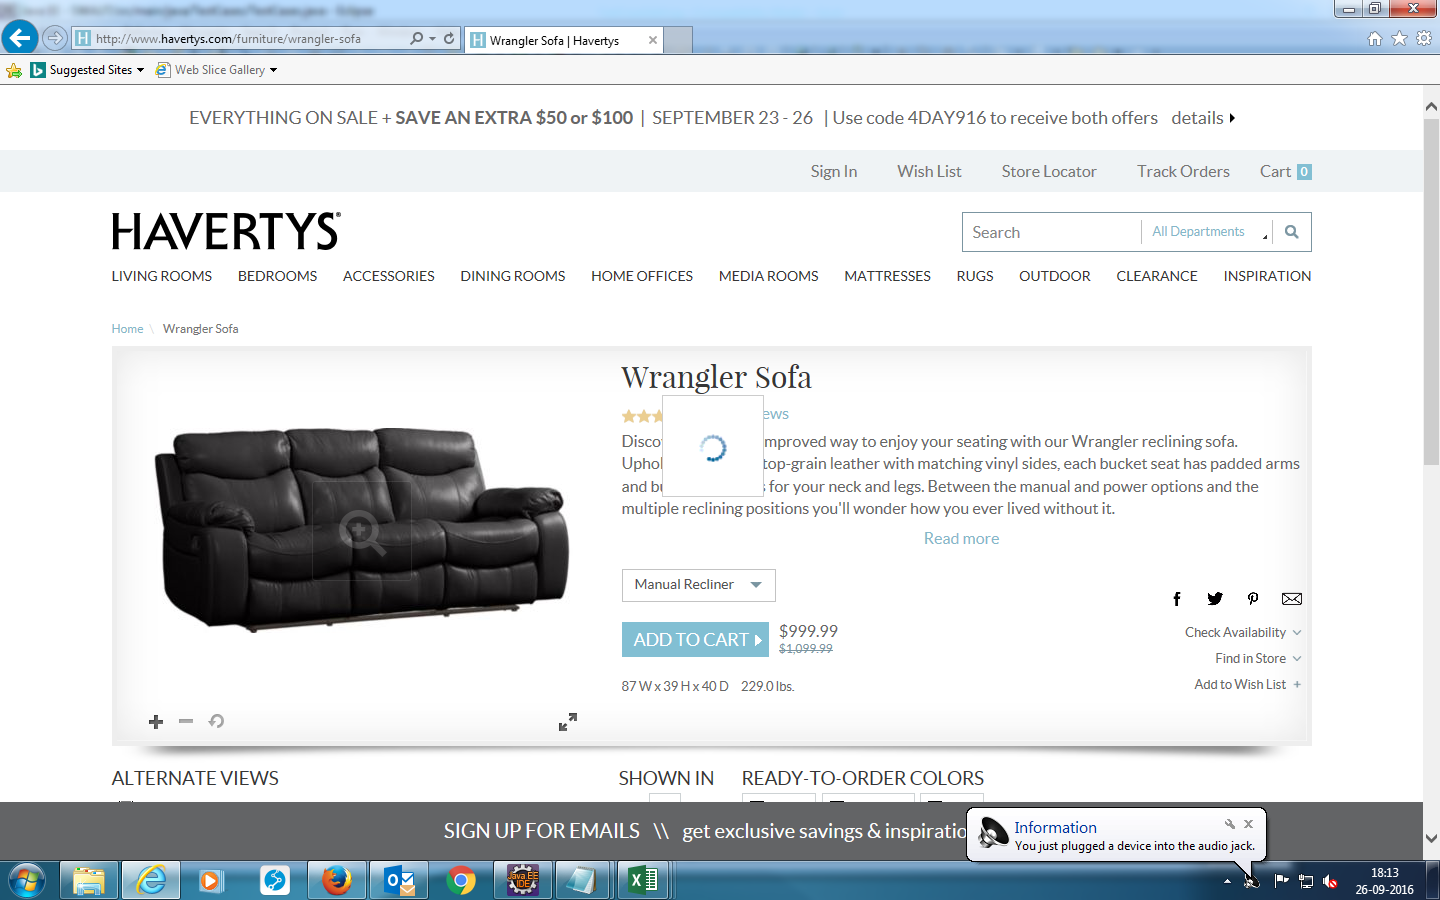 http://www.havertys.com/furniture/wrangler-sofa
Wrangler Sofa | Havertys
Suggested Sites
Web Slice Gallery
EVERYTHING ON SALE + SAVE AN EXTRA $50 or $100 | SEPTEMBER 23 - 26 | Use code 4DAY916 to receive both offers details
Sign In Wish List Store Locator Track Orders Cart 0
HAVERTYS®
Search All Departments
LIVING ROOMS BEDROOMS ACCESSORIES DINING ROOMS HOME OFFICES MEDIA ROOMS MATTRESSES RUGS OUTDOOR CLEARANCE INSPIRATION
Home \ Wrangler Sofa
Wrangler Sofa
ews
Disco mproved way to enjoy your seating with our Wrangler reclining sofa.
Uphol top-grain leather with matching vinyl sides, each bucket seat has padded arms
and bu s for your neck and legs. Between the manual and power options and the
multiple reclining positions you'll wonder how you ever lived without it.
Read more
Manual Recliner
ADD TO CART $999.99
$1,099.99
87 W x 39 H x 40 D 229.0 lbs.
Check Availability
Find in Store
Add to Wish List +
ALTERNATE VIEWS
SHOWN IN
READY-TO-ORDER COLORS
SIGN UP FOR EMAILS \\ get exclusive savings & inspiratio
Information
You just plugged a device into the audio jack.
Java EE
IDE
18:13
26-09-2016